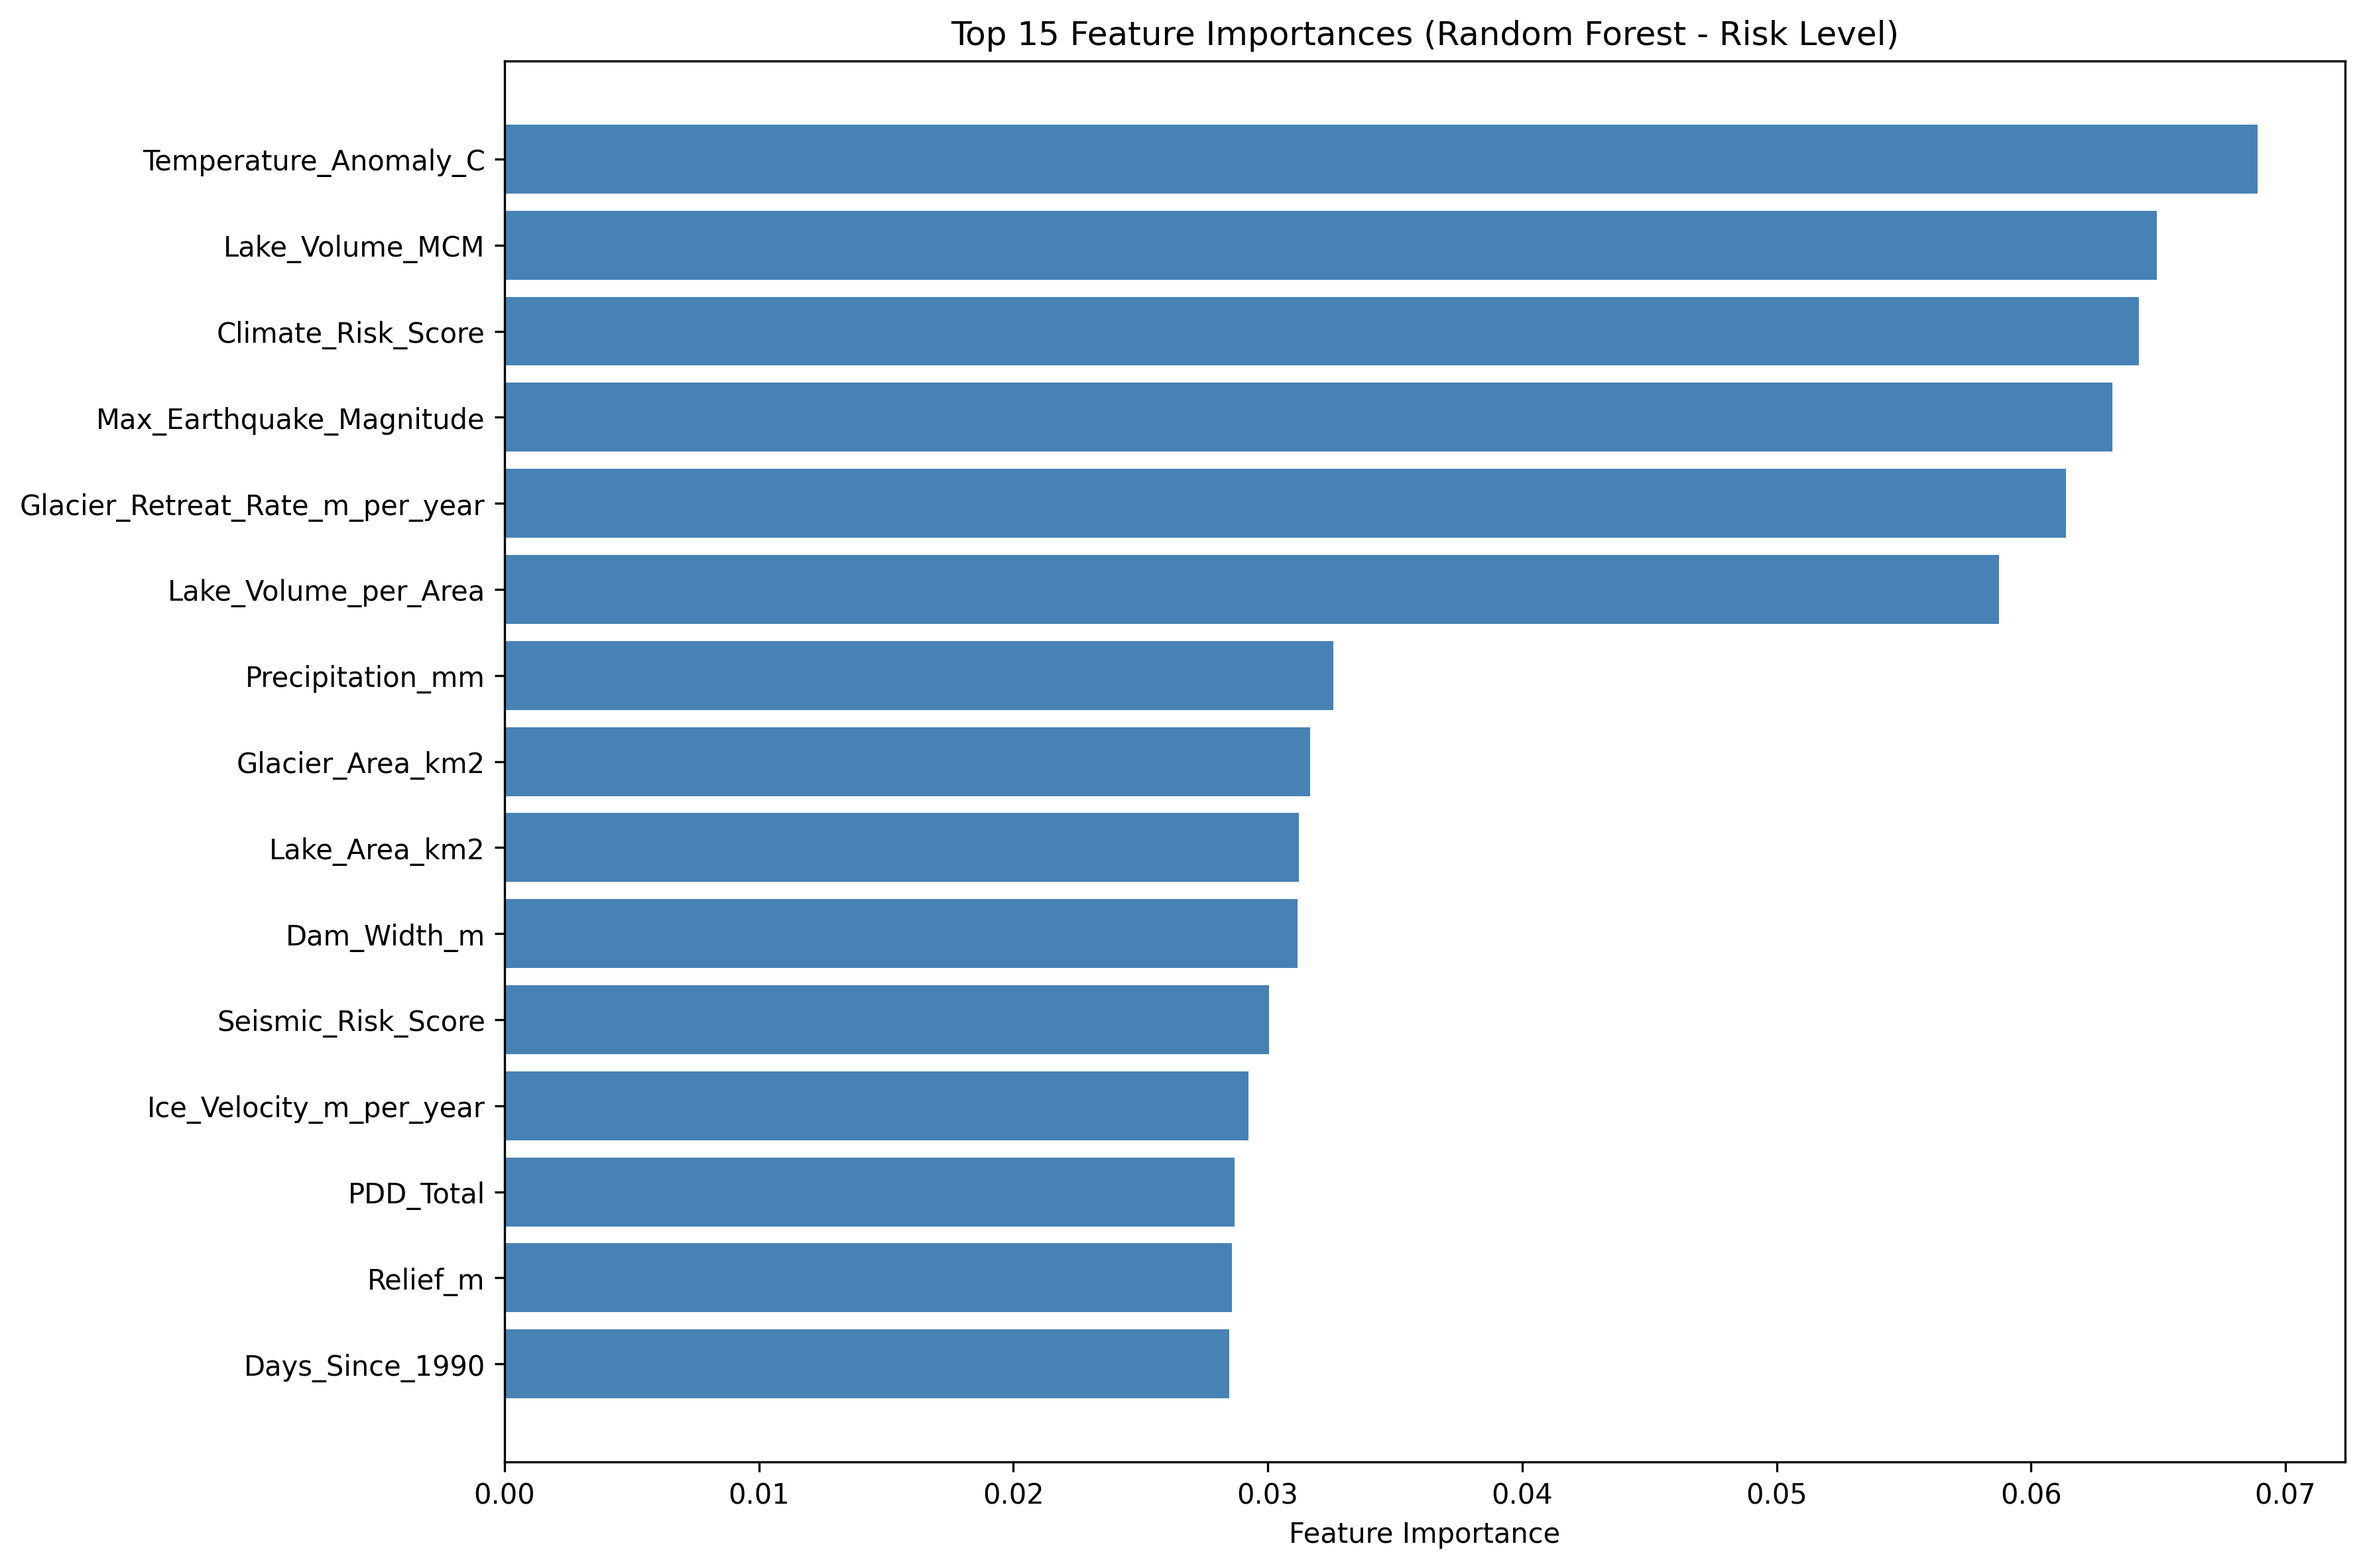 Top 15 Feature Importances (Random Forest - Risk Level)
Temperature_Anomaly_C
Lake_Volume_MCM
Climate_Risk_Score
Max_Earthquake_Magnitude
Glacier_Retreat_Rate_m_per_year
Lake_Volume_per_Area
Precipitation_mm
Glacier_Area_km2
Lake_Area_km2
Dam_Width_m
Seismic_Risk_Score
Ice_Velocity_m_per_year
PDD_Total
Relief_m
Days_Since_1990
0.00 0.01 0.02 0.03 0.04 0.05 0.06 0.07
Feature Importance